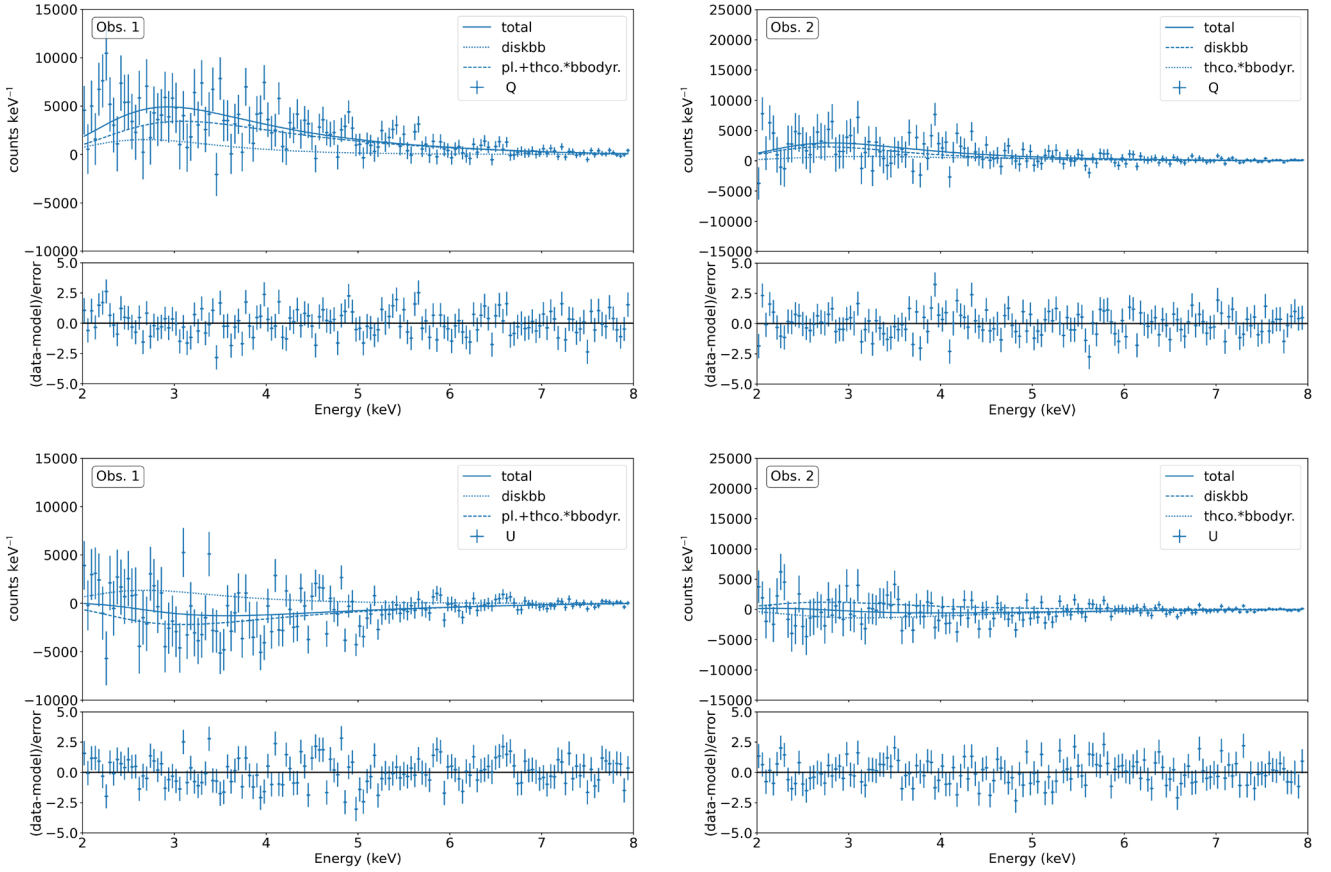 Obs. 1
total
diskbb
pl.+thco.*bbodyr.
Q
counts keV⁻¹
15000
10000
5000
0
−5000
−10000
(data-model)/error
5.0
2.5
0.0
−2.5
−5.0
2 3 4 5 6 7 8
Energy (keV)
Obs. 2
total
diskbb
thco.*bbodyr.
Q
counts keV⁻¹
25000
20000
15000
10000
5000
0
−5000
−10000
−15000
(data-model)/error
5.0
2.5
0.0
−2.5
−5.0
2 3 4 5 6 7 8
Energy (keV)
Obs. 1
total
diskbb
pl.+thco.*bbodyr.
U
counts keV⁻¹
15000
10000
5000
0
−5000
−10000
(data-model)/error
5.0
2.5
0.0
−2.5
−5.0
2 3 4 5 6 7 8
Energy (keV)
Obs. 2
total
diskbb
thco.*bbodyr.
U
counts keV⁻¹
25000
20000
15000
10000
5000
0
−5000
−10000
−15000
(data-model)/error
5.0
2.5
0.0
−2.5
−5.0
2 3 4 5 6 7 8
Energy (keV)